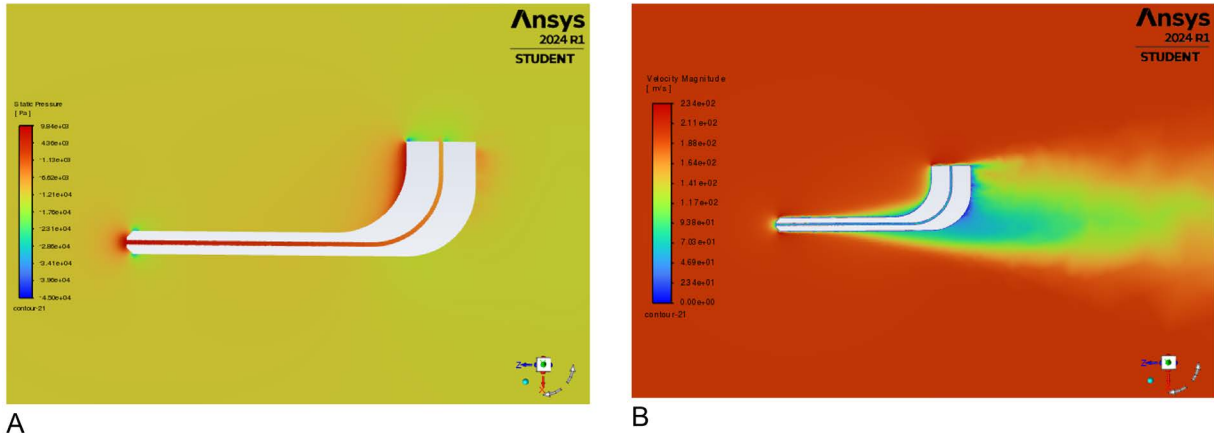 Ansys
2024 R1
STUDENT
Static Pressure
[ Pa ]
9.84e+03
4.36e+03
-1.13e+03
-6.62e+03
-1.21e+04
-1.76e+04
-2.31e+04
-2.86e+04
-3.41e+04
-3.96e+04
-4.50e+04
contour-21
Z
A
Ansys
2024 R1
STUDENT
Velocity Magnitude
[ m/s ]
2.34e+02
2.11e+02
1.88e+02
1.64e+02
1.41e+02
1.17e+02
9.38e+01
7.03e+01
4.69e+01
2.34e+01
0.00e+00
contour-21
Z
B